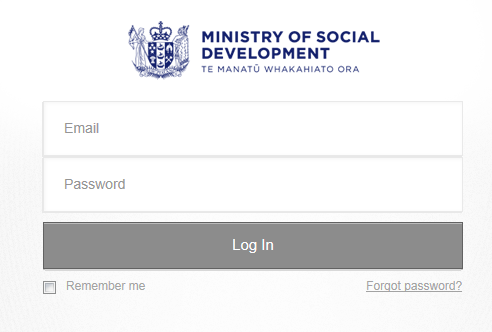 MINISTRY OF SOCIAL
DEVELOPMENT
TE MANATŪ WHAKAHIATO ORA
Email
Password
Log In
Remember me
Forgot password?